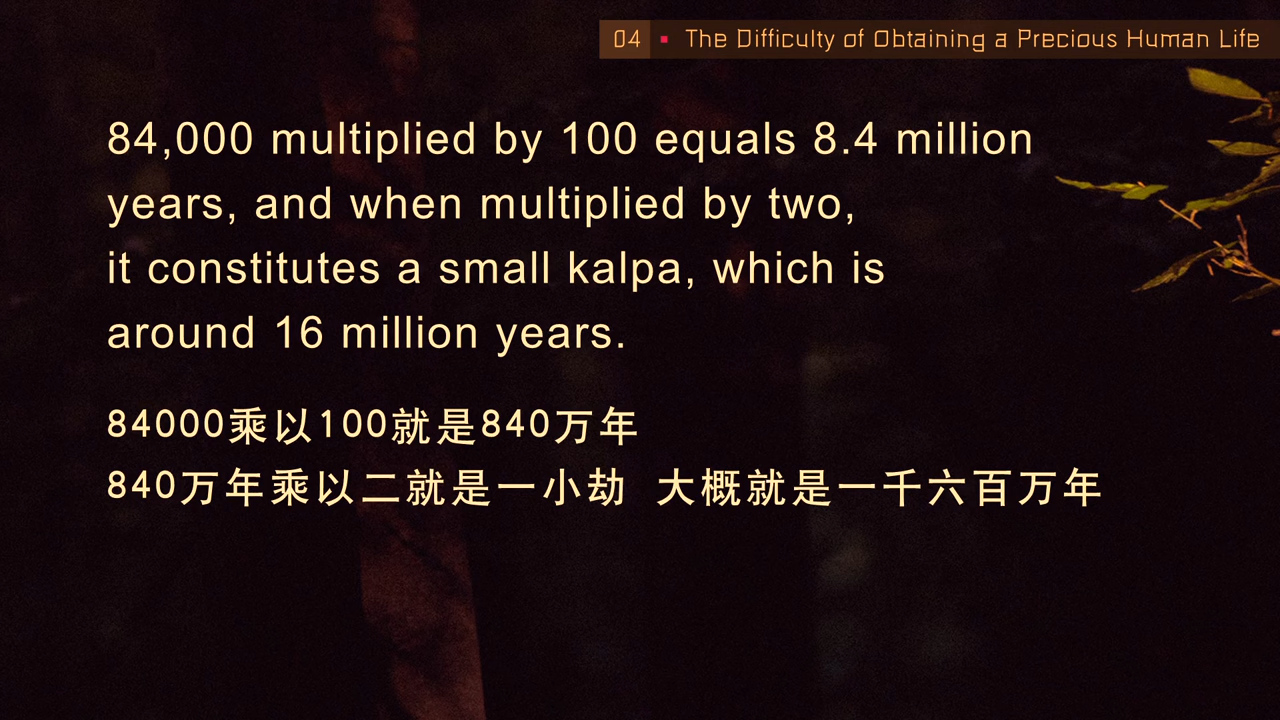 04 ▪ The Difficulty of Obtaining a Precious Human Life
84,000 multiplied by 100 equals 8.4 million
years, and when multiplied by two,
it constitutes a small kalpa, which is
around 16 million years.
84000乘以100就是840万年
840万年乘以二就是一小劫 大概就是一千六百万年